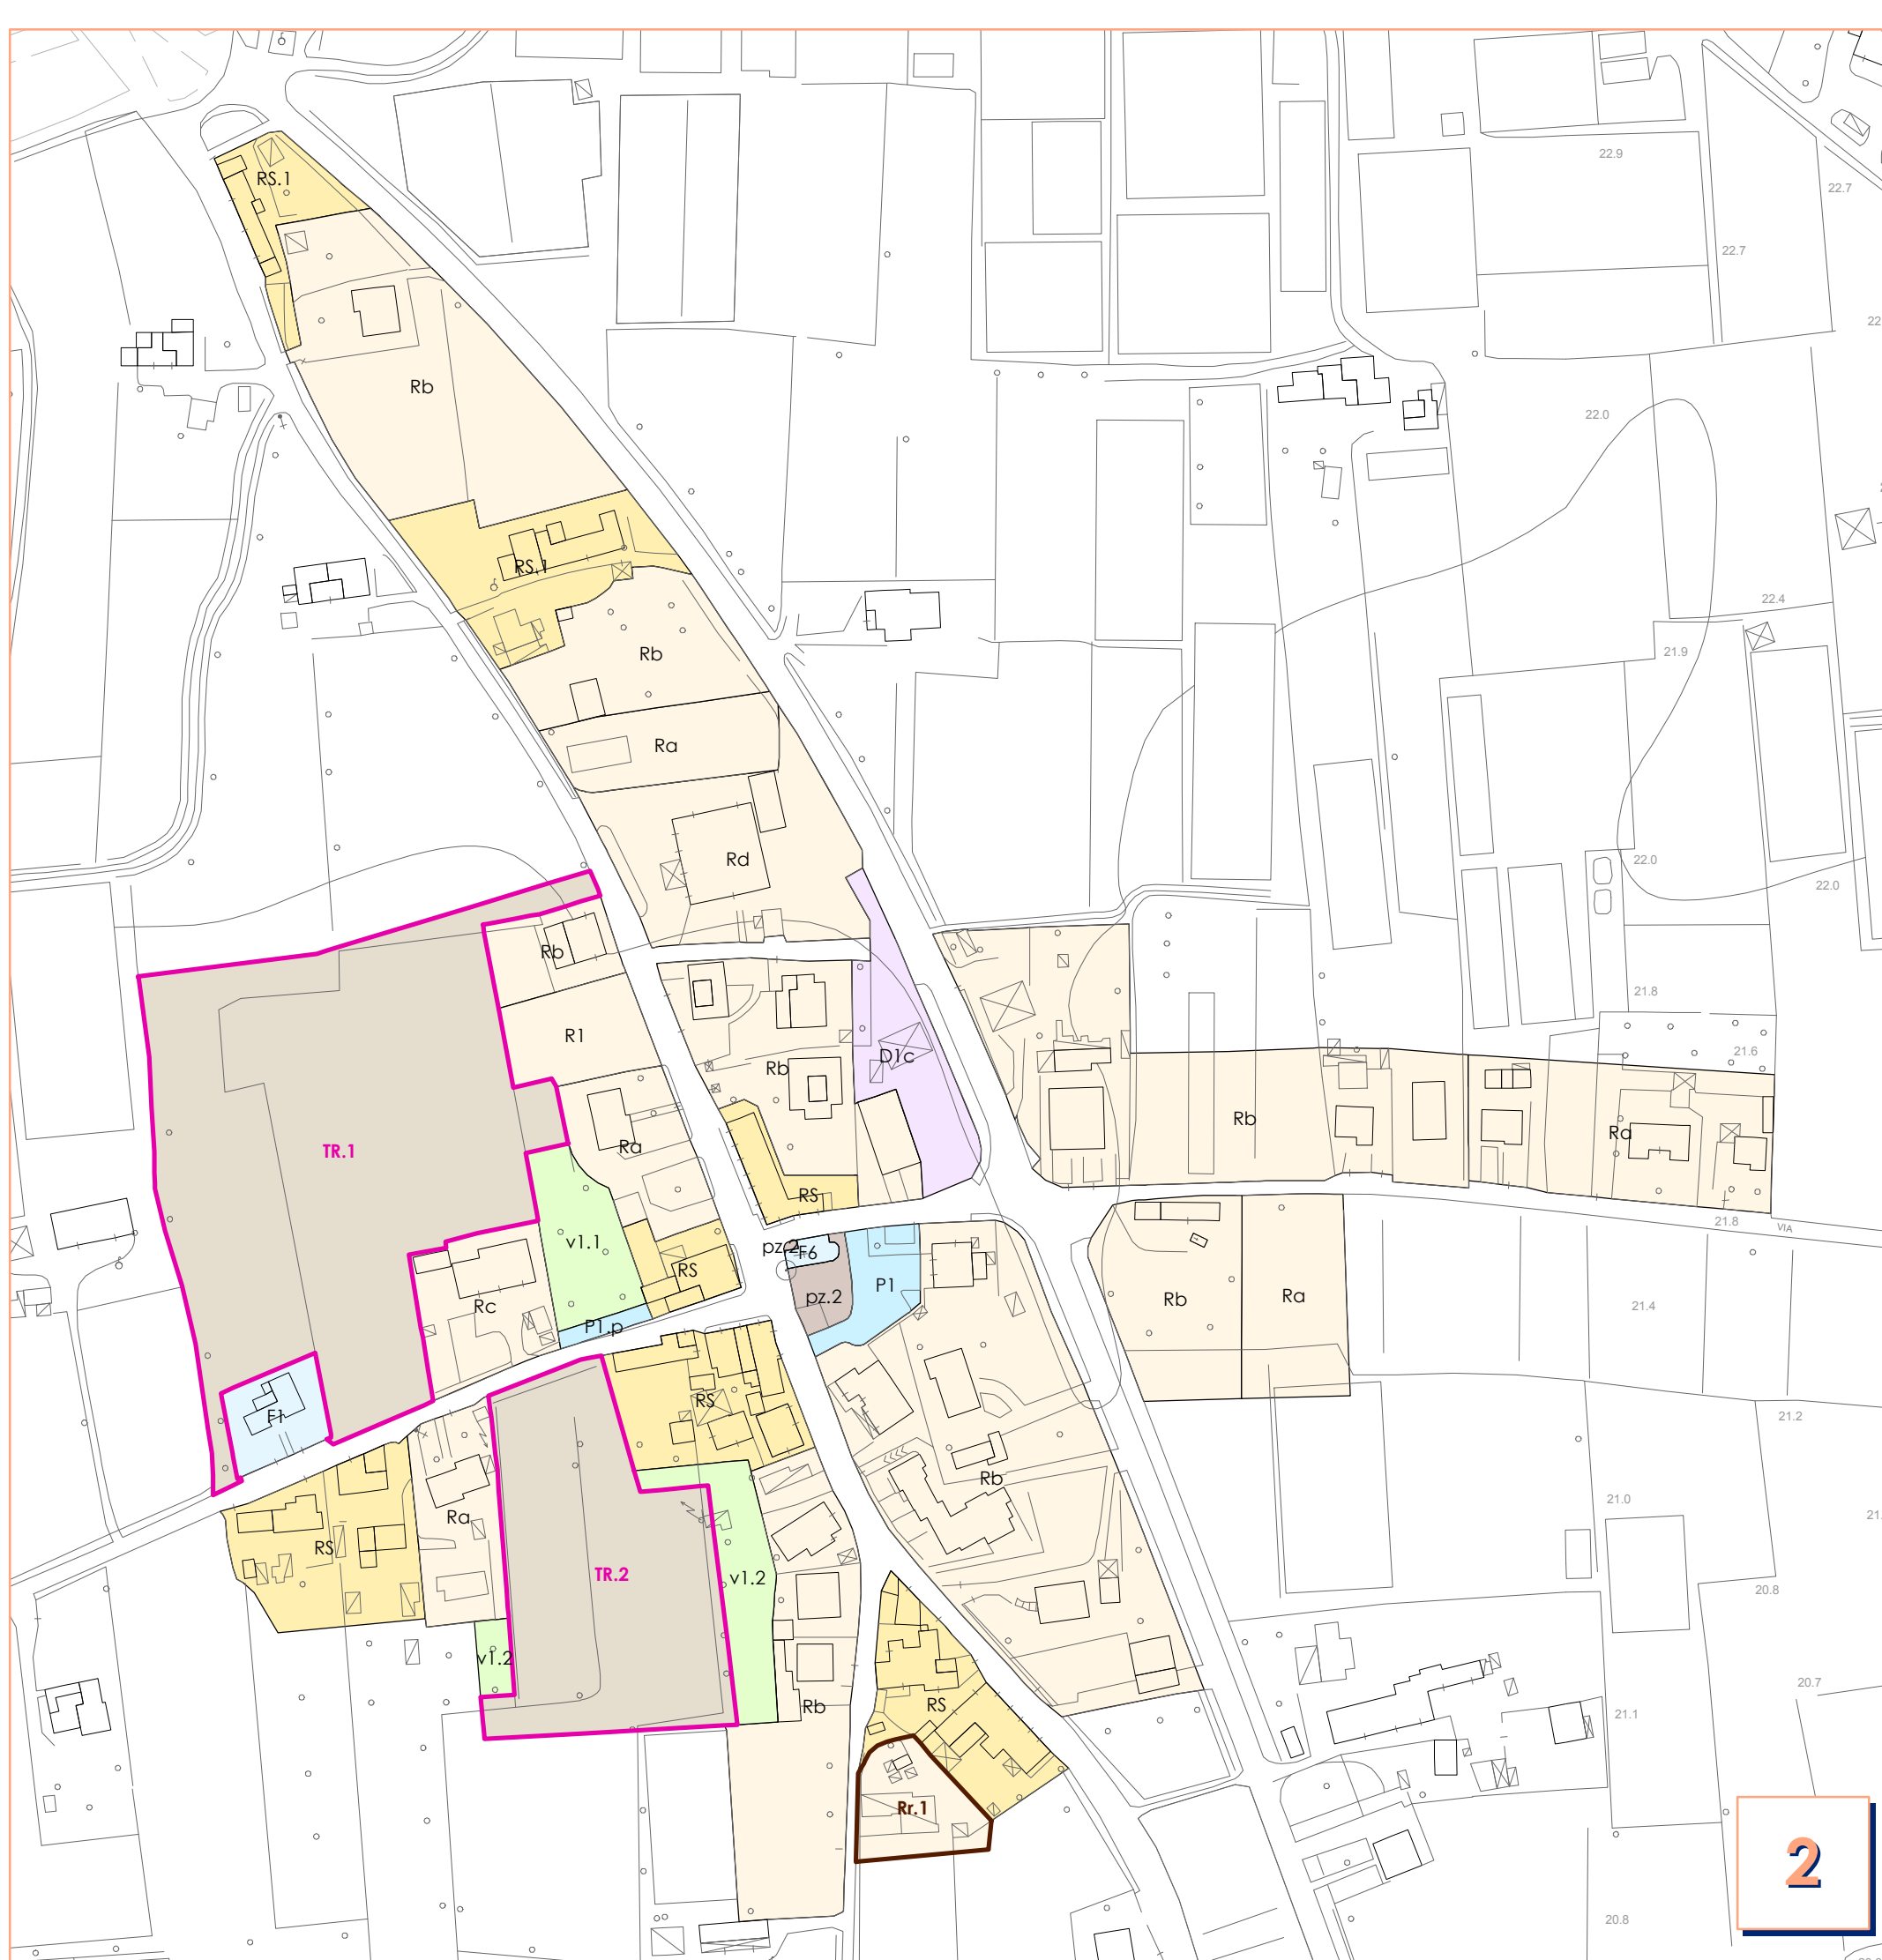 22.9
RS.1
22.7
22.7
22
Rb
22.0
RS.1
22.4
Rb
21.9
Ra
Rd
22.0
22.0
Rb
21.8
R1
D1c
21.6
Rb
Rb
Ra
Ra
TR.1
RS
21.8
VIA
v1.1
pz.2
F6
RS
P1
pz.2
Rb
Ra
21.4
Rc
P1.p
RS
F1
21.2
Rb
21.0
Ra
21.
RS
TR.2
v1.2
20.8
v1.2
20.7
Rb
RS
21.1
Rr.1
2
20.8